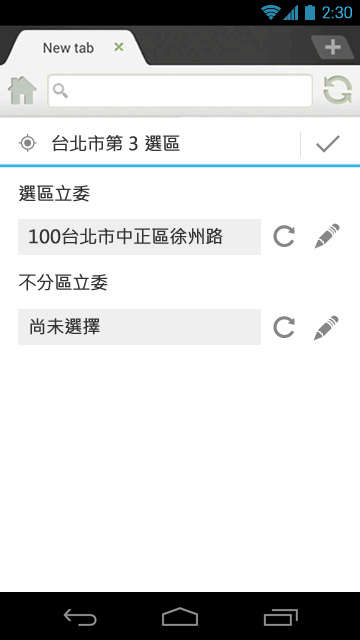 2:30
New tab
台北市第 3 選區
選區立委
100台北市中正區徐州路
不分區立委
尚未選擇